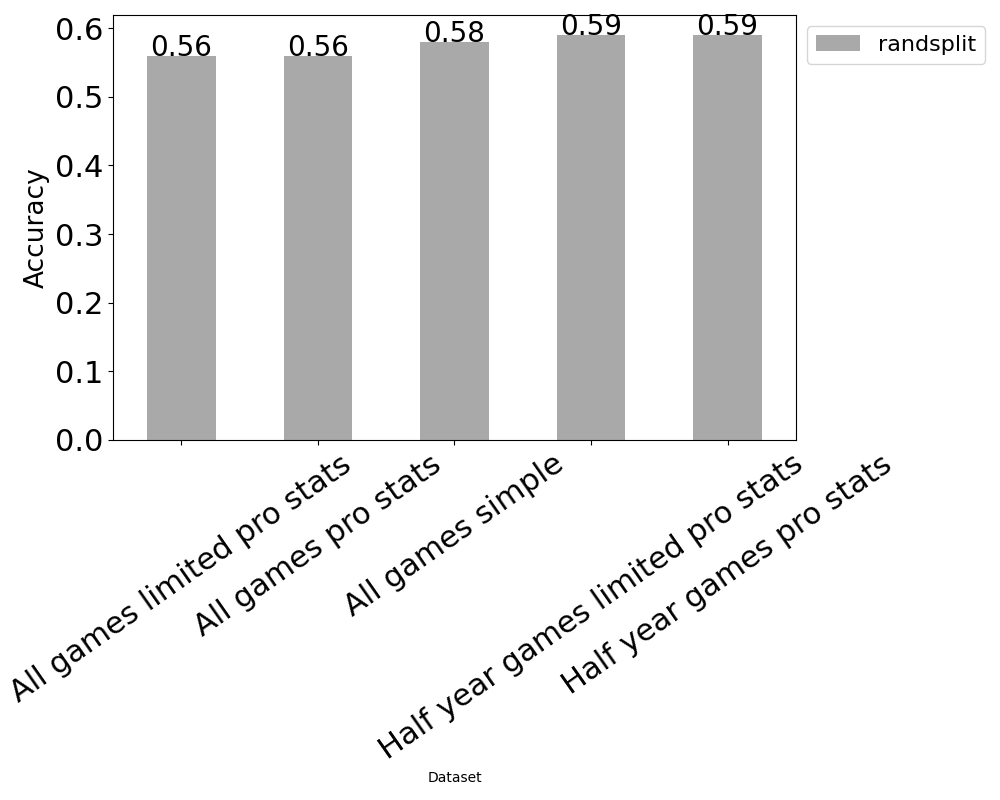 0.6
0.5
0.4
0.3
0.2
0.1
0.0
Accuracy
0.56
0.56
0.58
0.59
0.59
randsplit
All games limited pro stats
All games pro stats
All games simple
Half year games limited pro stats
Half year games pro stats
Dataset